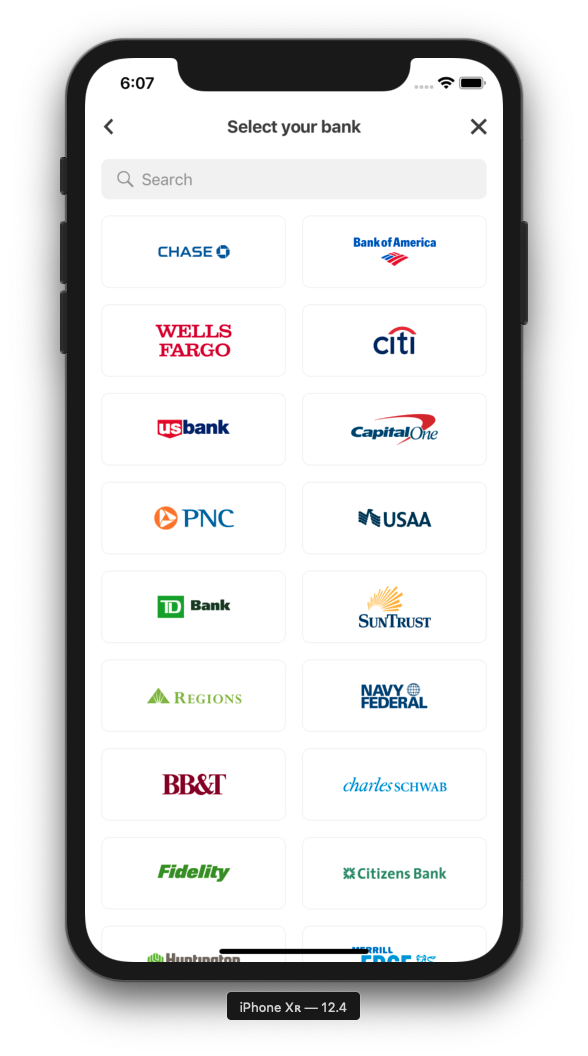 6:07
Select your bank
Search
CHASE
Bank of America
WELLS
FARGO
citi
usbank
Capital One
PNC
USAA
TD Bank
SUNTRUST
REGIONS
NAVY
FEDERAL
BB&T
charles SCHWAB
Fidelity
Citizens Bank
Huntington
MERRILL
EDGE
iPhone Xʀ — 12.4